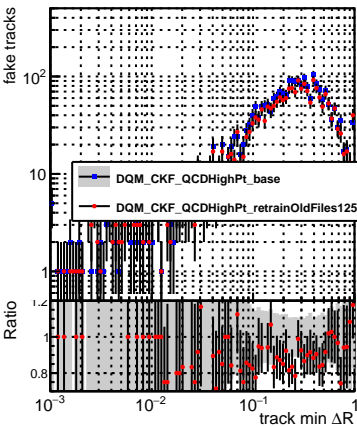 fake tracks
10²
10
1
DQM_CKF_QCDHighPt_base
DQM_CKF_QCDHighPt_retrainOldFiles125
Ratio
1.2
1
0.8
10⁻³
10⁻²
10⁻¹
1
track min ΔR